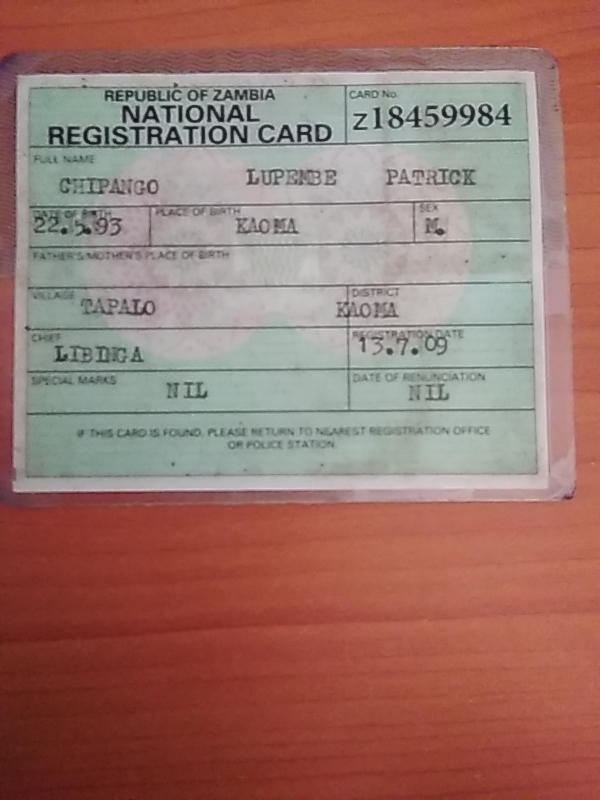 REPUBLIC OF ZAMBIA
NATIONAL
REGISTRATION CARD
CARD No.
Z18459984
FULL NAME
CHIPANGO LUPEMBE PATRICK
DATE OF BIRTH PLACE OF BIRTH SEX
22.5.93 KAOMA M.
FATHER'S/MOTHER'S PLACE OF BIRTH
VILLAGE DISTRICT
TAPALO KAOMA
CHIEF REGISTRATION DATE
LIBINGA 13.7.09
SPECIAL MARKS DATE OF RENUNCIATION
NIL NIL
IF THIS CARD IS FOUND, PLEASE RETURN TO NEAREST REGISTRATION OFFICE
OR POLICE STATION.